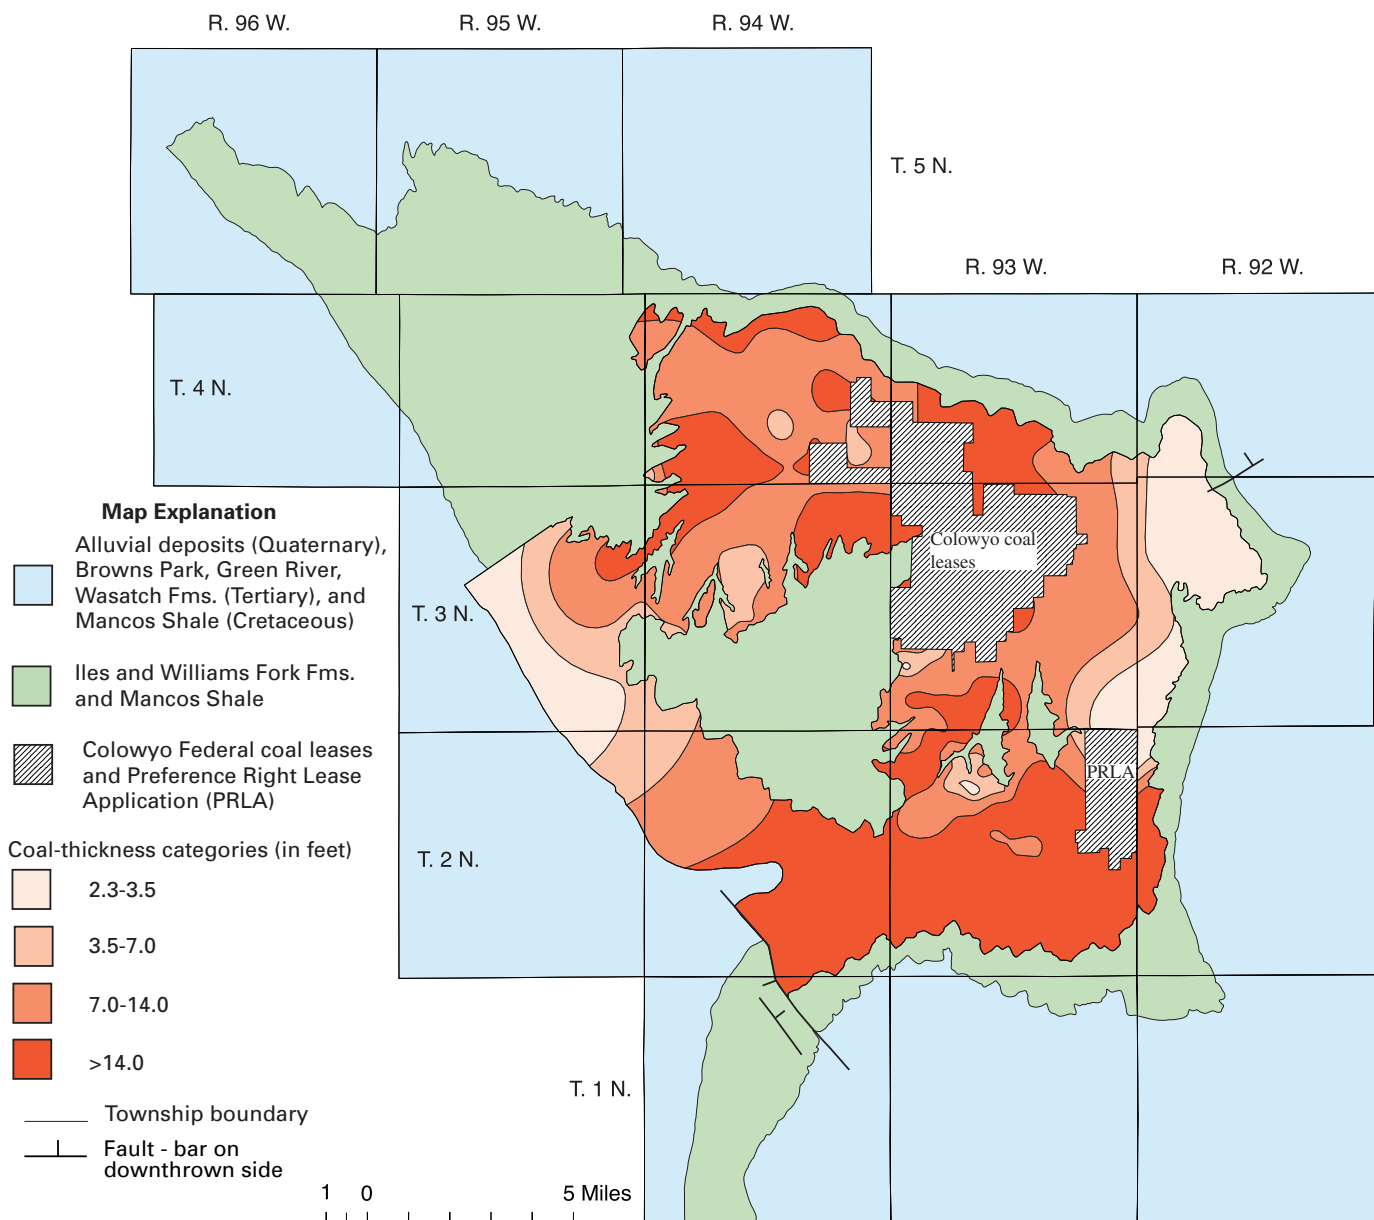 R. 96 W.
R. 95 W.
R. 94 W.
T. 5 N.
R. 93 W.
R. 92 W.
T. 4 N.
Map Explanation
Alluvial deposits (Quaternary),
Browns Park, Green River,
Wasatch Fms. (Tertiary), and
Mancos Shale (Cretaceous)
Colowyo coal
leases
T. 3 N.
Iles and Williams Fork Fms.
and Mancos Shale
Colowyo Federal coal leases
and Preference Right Lease
Application (PRLA)
PRLA
Coal-thickness categories (in feet)
T. 2 N.
2.3-3.5
3.5-7.0
7.0-14.0
>14.0
T. 1 N.
Township boundary
Fault - bar on
downthrown side
1 0 5 Miles